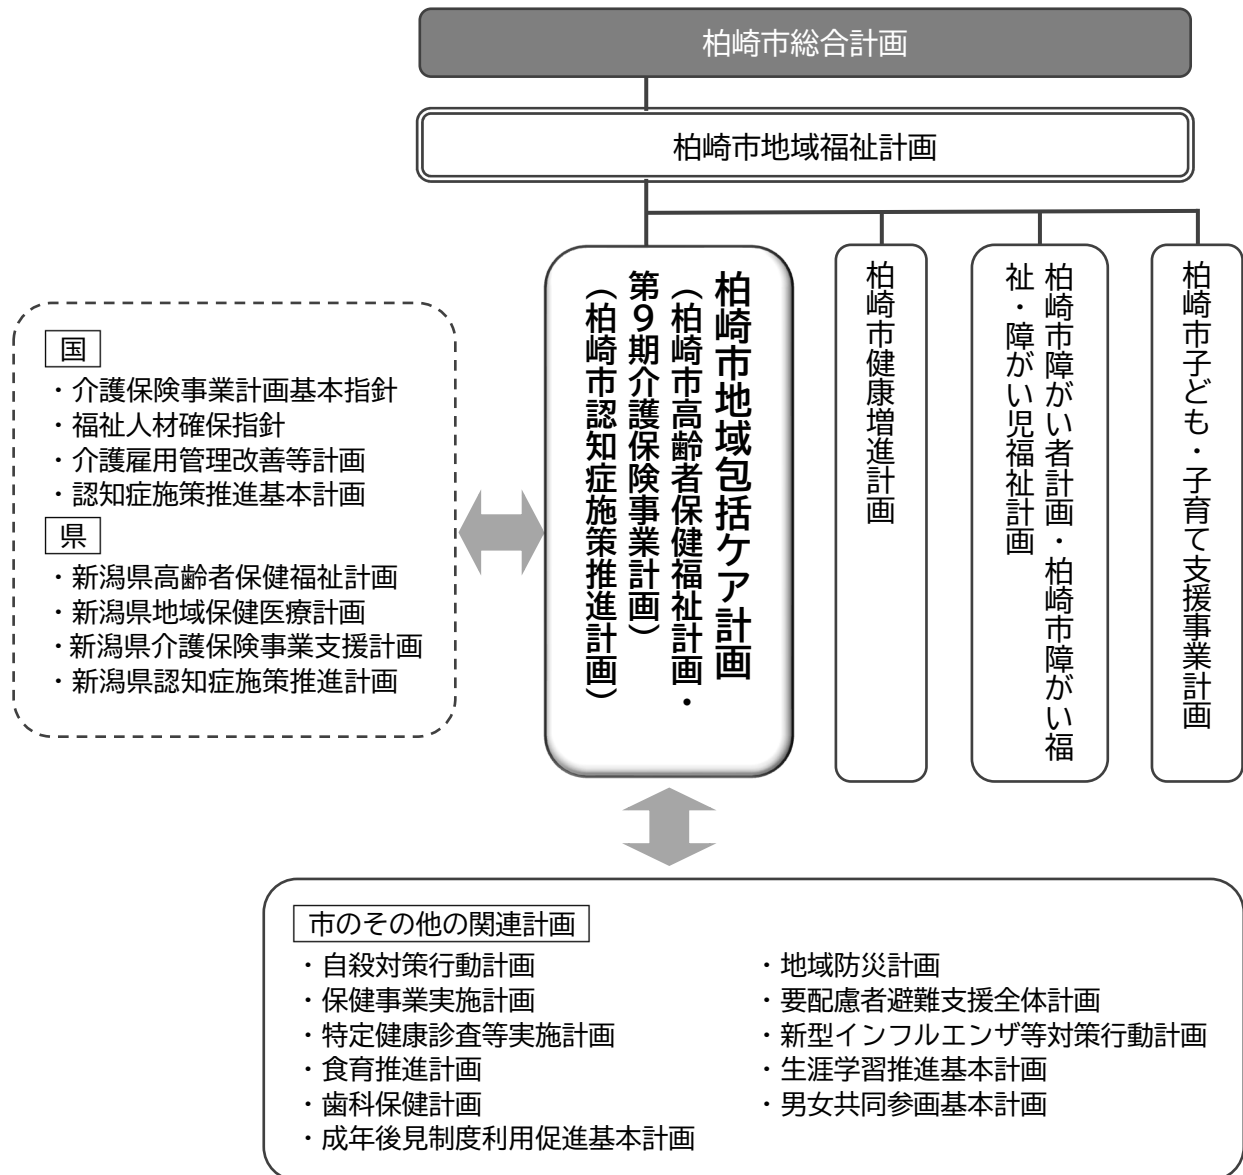 柏崎市総合計画
柏崎市地域福祉計画
柏崎市地域包括ケア計画
（柏崎市高齢者保健福祉計画・
第９期介護保険事業計画）
（柏崎市認知症施策推進計画）
柏崎市健康増進計画
柏崎市障がい者計画・柏崎市障がい福
祉・障がい児福祉計画
柏崎市子ども・子育て支援事業計画
国
・介護保険事業計画基本指針
・福祉人材確保指針
・介護雇用管理改善等計画
・認知症施策推進基本計画
県
・新潟県高齢者保健福祉計画
・新潟県地域保健医療計画
・新潟県介護保険事業支援計画
・新潟県認知症施策推進計画
市のその他の関連計画
・自殺対策行動計画
・保健事業実施計画
・特定健康診査等実施計画
・食育推進計画
・歯科保健計画
・成年後見制度利用促進基本計画
・地域防災計画
・要配慮者避難支援全体計画
・新型インフルエンザ等対策行動計画
・生涯学習推進基本計画
・男女共同参画基本計画